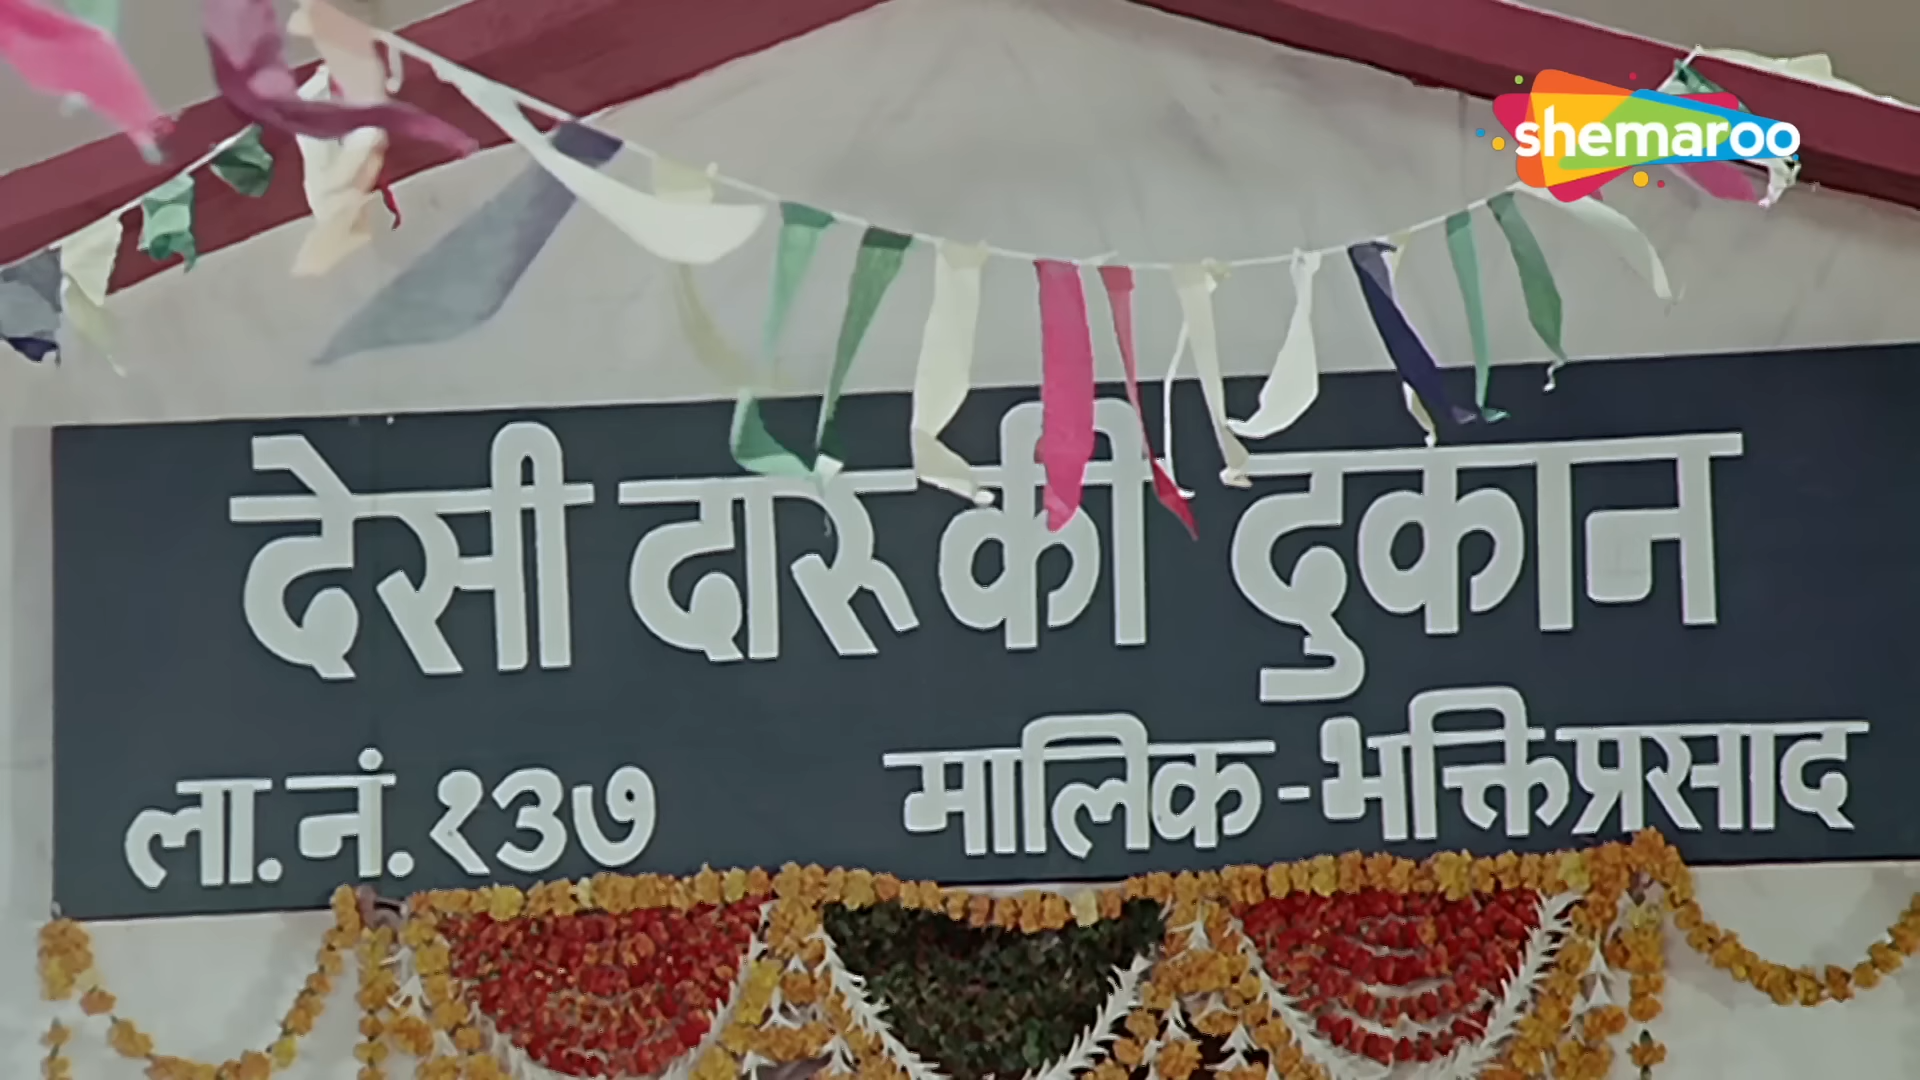 shemaroo
देसी दारू की दुकान
ला. नं. १३७
मालिक - भक्तिप्रसाद